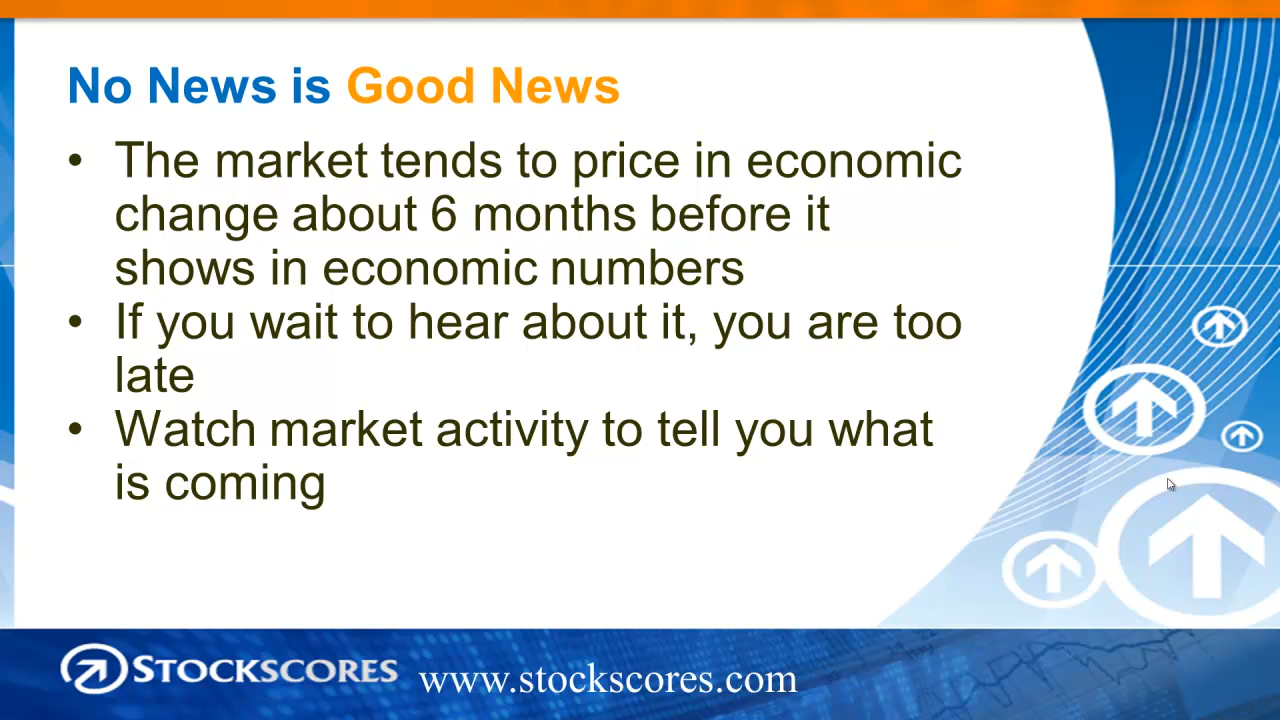 No News is Good News
• The market tends to price in economic
change about 6 months before it
shows in economic numbers
• If you wait to hear about it, you are too
late
• Watch market activity to tell you what
is coming
STOCKSCORES www.stockscores.com